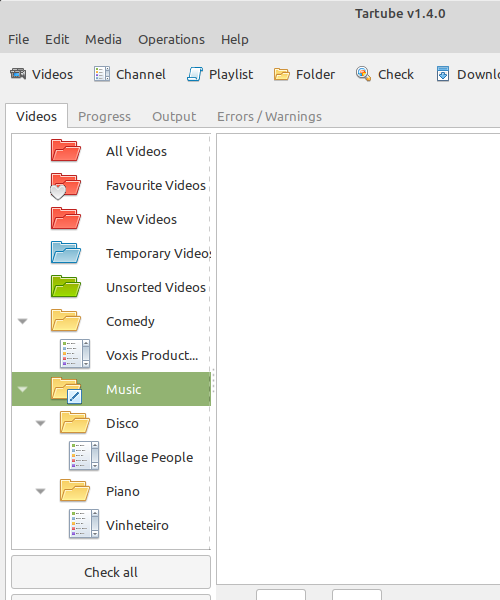 Tartube v1.4.0
File Edit Media Operations Help
Videos Channel Playlist Folder Check Downlo
Videos Progress Output Errors / Warnings
All Videos
Favourite Videos
New Videos
Temporary Videos
Unsorted Videos
Comedy
Voxis Product...
Music
Disco
Village People
Piano
Vinheteiro
Check all